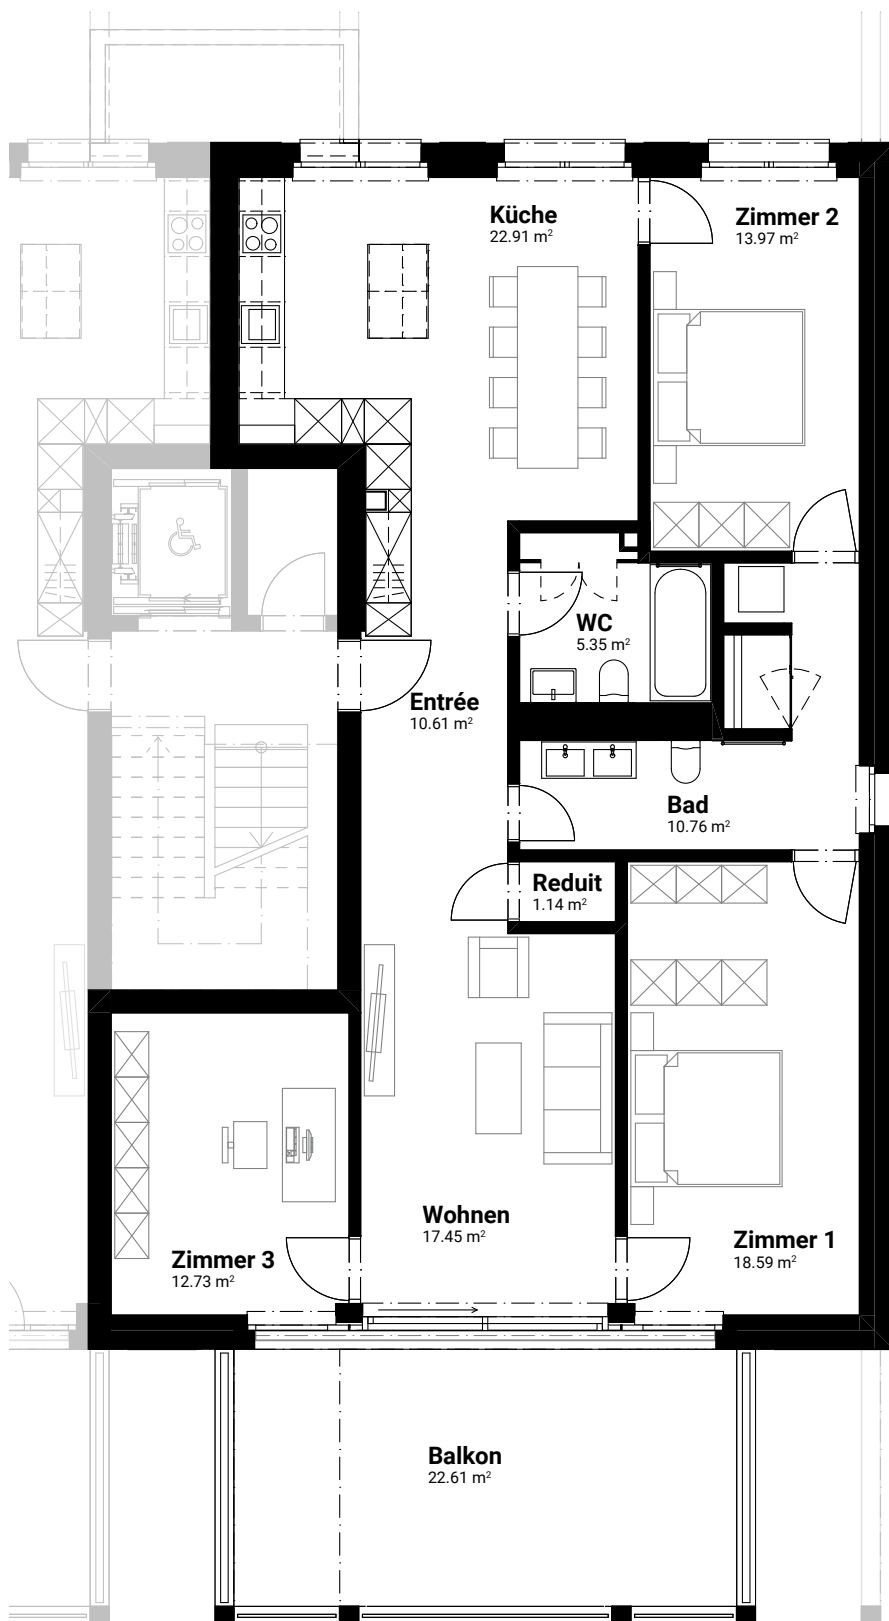 Küche
22.91 m²
Zimmer 2
13.97 m²
WC
5.35 m²
Entrée
10.61 m²
Bad
10.76 m²
Reduit
1.14 m²
Wohnen
17.45 m²
Zimmer 1
18.59 m²
Zimmer 3
12.73 m²
Balkon
22.61 m²